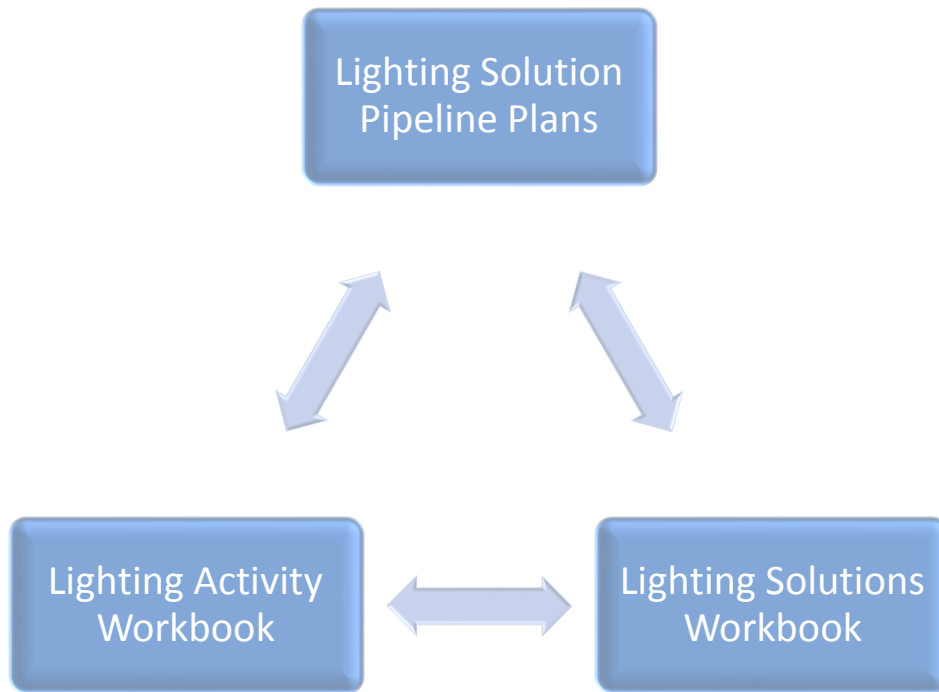 Lighting Solution
Pipeline Plans
Lighting Activity
Workbook
Lighting Solutions
Workbook